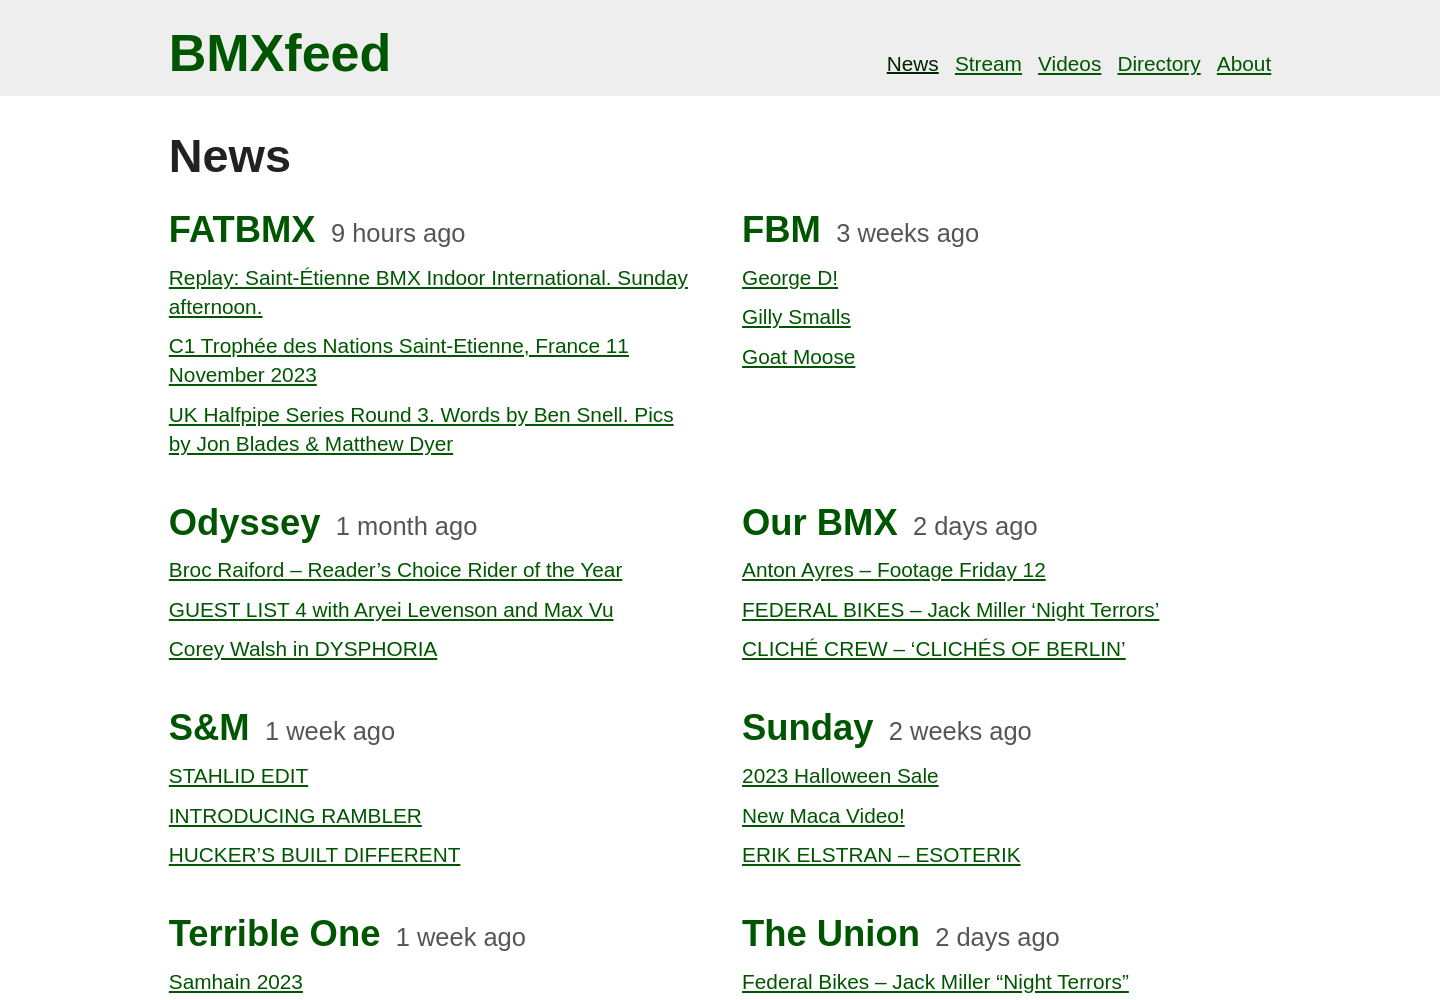 BMXfeed
News Stream Videos Directory About
News
FATBMX 9 hours ago
Replay: Saint-Étienne BMX Indoor International. Sunday
afternoon.
C1 Trophée des Nations Saint-Etienne, France 11
November 2023
UK Halfpipe Series Round 3. Words by Ben Snell. Pics
by Jon Blades & Matthew Dyer
FBM 3 weeks ago
George D!
Gilly Smalls
Goat Moose
Odyssey 1 month ago
Broc Raiford – Reader’s Choice Rider of the Year
GUEST LIST 4 with Aryei Levenson and Max Vu
Corey Walsh in DYSPHORIA
Our BMX 2 days ago
Anton Ayres – Footage Friday 12
FEDERAL BIKES – Jack Miller ‘Night Terrors’
CLICHÉ CREW – ‘CLICHÉS OF BERLIN’
S&M 1 week ago
STAHLID EDIT
INTRODUCING RAMBLER
HUCKER’S BUILT DIFFERENT
Sunday 2 weeks ago
2023 Halloween Sale
New Maca Video!
ERIK ELSTRAN – ESOTERIK
Terrible One 1 week ago
Samhain 2023
The Union 2 days ago
Federal Bikes – Jack Miller “Night Terrors”